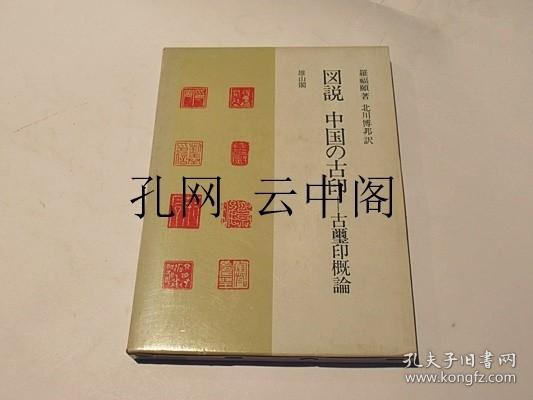 羅福頤著 北川博邦訳
図説 中国の古印—古璽印概論
雄山閣
孔网 云中阁
孔夫子旧书网
www.kongfz.com